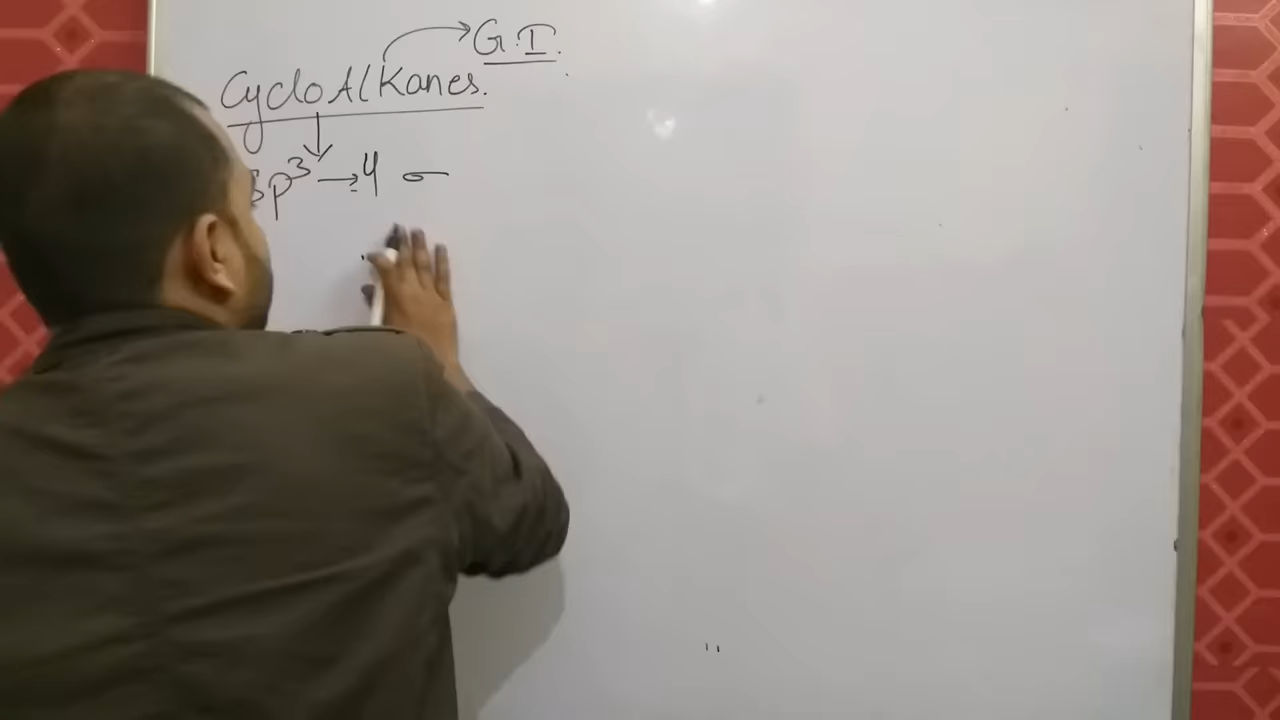 G.I.
CycloAlkanes.
sp³ → 4 σ